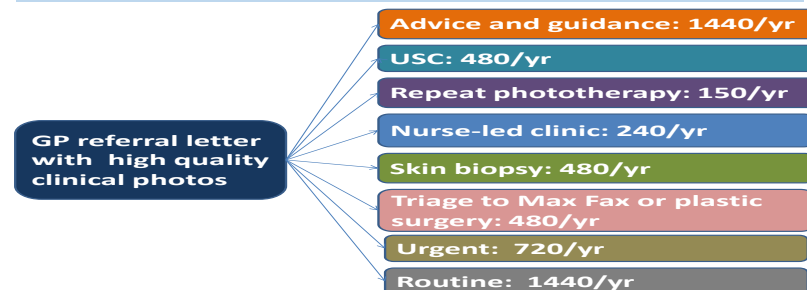 GP referral letter
with  high quality
clinical photos
Advice and guidance: 1440/yr
USC: 480/yr
Repeat phototherapy: 150/yr
Nurse-led clinic: 240/yr
Skin biopsy: 480/yr
Triage to Max Fax or plastic
surgery: 480/yr
Urgent:  720/yr
Routine:  1440/yr